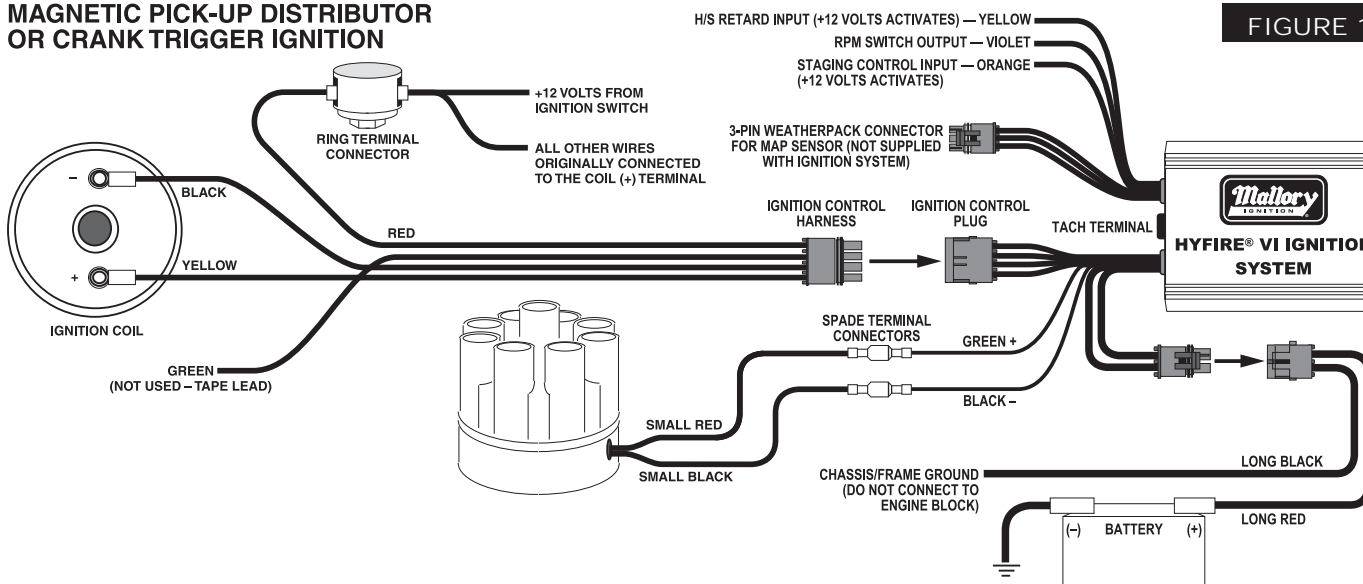 MAGNETIC PICK-UP DISTRIBUTOR
OR CRANK TRIGGER IGNITION
FIGURE 1
H/S RETARD INPUT (+12 VOLTS ACTIVATES) — YELLOW
RPM SWITCH OUTPUT — VIOLET
STAGING CONTROL INPUT — ORANGE
(+12 VOLTS ACTIVATES)
RING TERMINAL
CONNECTOR
+12 VOLTS FROM
IGNITION SWITCH
ALL OTHER WIRES
ORIGINALLY CONNECTED
TO THE COIL (+) TERMINAL
3-PIN WEATHERPACK CONNECTOR
FOR MAP SENSOR (NOT SUPPLIED
WITH IGNITION SYSTEM)
–
BLACK
+
YELLOW
IGNITION COIL
RED
IGNITION CONTROL
HARNESS
IGNITION CONTROL
PLUG
TACH TERMINAL
Mallory
IGNITION
HYFIRE® VI IGNITION
SYSTEM
GREEN
(NOT USED – TAPE LEAD)
SPADE TERMINAL
CONNECTORS
GREEN +
BLACK –
SMALL RED
SMALL BLACK
CHASSIS/FRAME GROUND
(DO NOT CONNECT TO
ENGINE BLOCK)
LONG BLACK
LONG RED
(–) BATTERY (+)